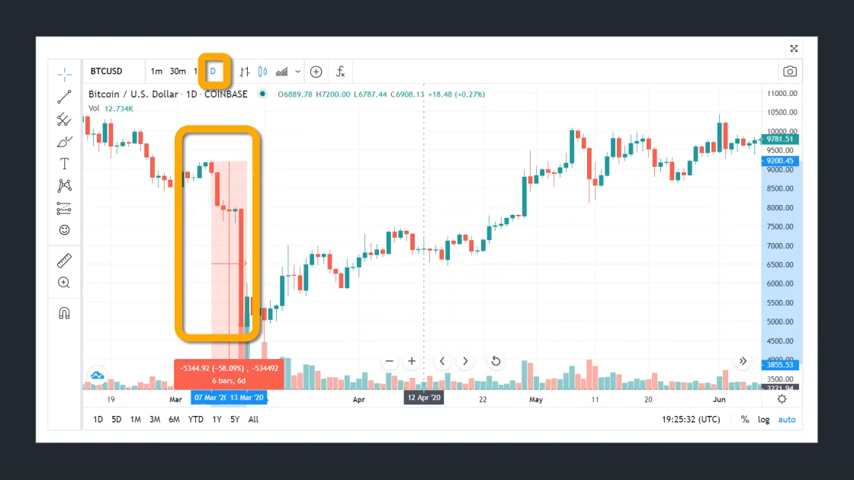 BTCUSD 1m 30m 1 D
Bitcoin / U.S. Dollar · 1D · COINBASE O6889.78 H7200.00 L6787.44 C6908.13 +18.48 (+0.27%)
Vol 12.734K
11000.00
10500.00
10000.00
9781.51
9500.00
9200.45
9000.00
8500.00
8000.00
7500.00
7000.00
6500.00
6000.00
5500.00
5000.00
4500.00
4000.00
3855.53
3500.00
3221.94
-5344.92 (-58.09%) , -534492
6 bars, 6d
19 Mar 07 Mar '20 13 Mar '20 Apr 12 Apr '20 22 May 11 20 Jun
1D 5D 1M 3M 6M YTD 1Y 5Y All 19:25:32 (UTC) % log auto